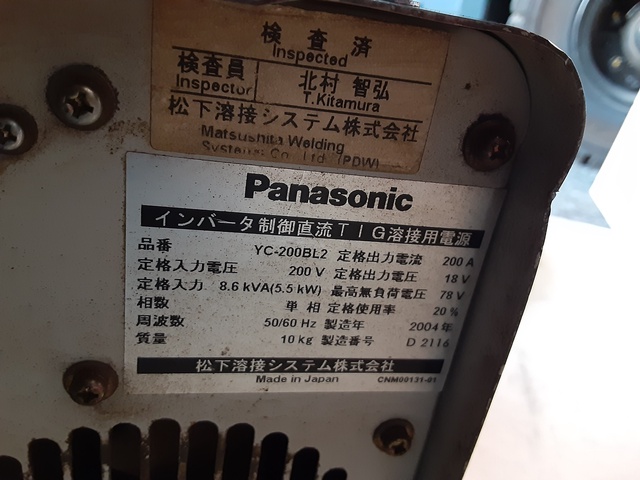 検査済
Inspected
検査員 北村 智弘
Inspector T.Kitamura
松下溶接システム株式会社
Matsushita Welding
Systems Co., Ltd. (PDW)
Panasonic
インバータ制御直流TIG溶接用電源
品番 YC-200BL2 定格出力電流 200 A
定格入力電圧 200 V 定格出力電圧 18 V
定格入力 8.6 kVA(5.5 kW) 最高無負荷電圧 78 V
相数 単相 定格使用率 20 %
周波数 50/60 Hz 製造年 2004年
質量 10 kg 製造番号 D 2116
松下溶接システム株式会社
Made in Japan CNM00131-01